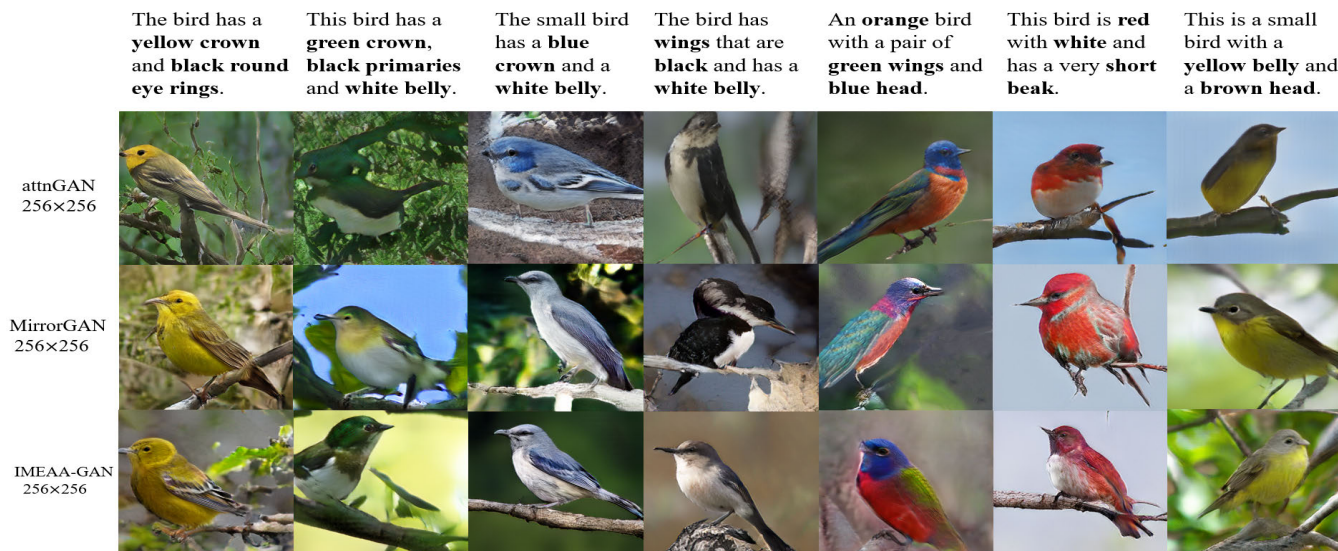 The bird has a
yellow crown
and black round
eye rings.
This bird has a
green crown,
black primaries
and white belly.
The small bird
has a blue
crown and a
white belly.
The bird has
wings that are
black and has a
white belly.
An orange bird
with a pair of
green wings and
blue head.
This bird is red
with white and
has a very short
beak.
This is a small
bird with a
yellow belly and
a brown head.
attnGAN
256×256
MirrorGAN
256×256
IMEAA-GAN
256×256